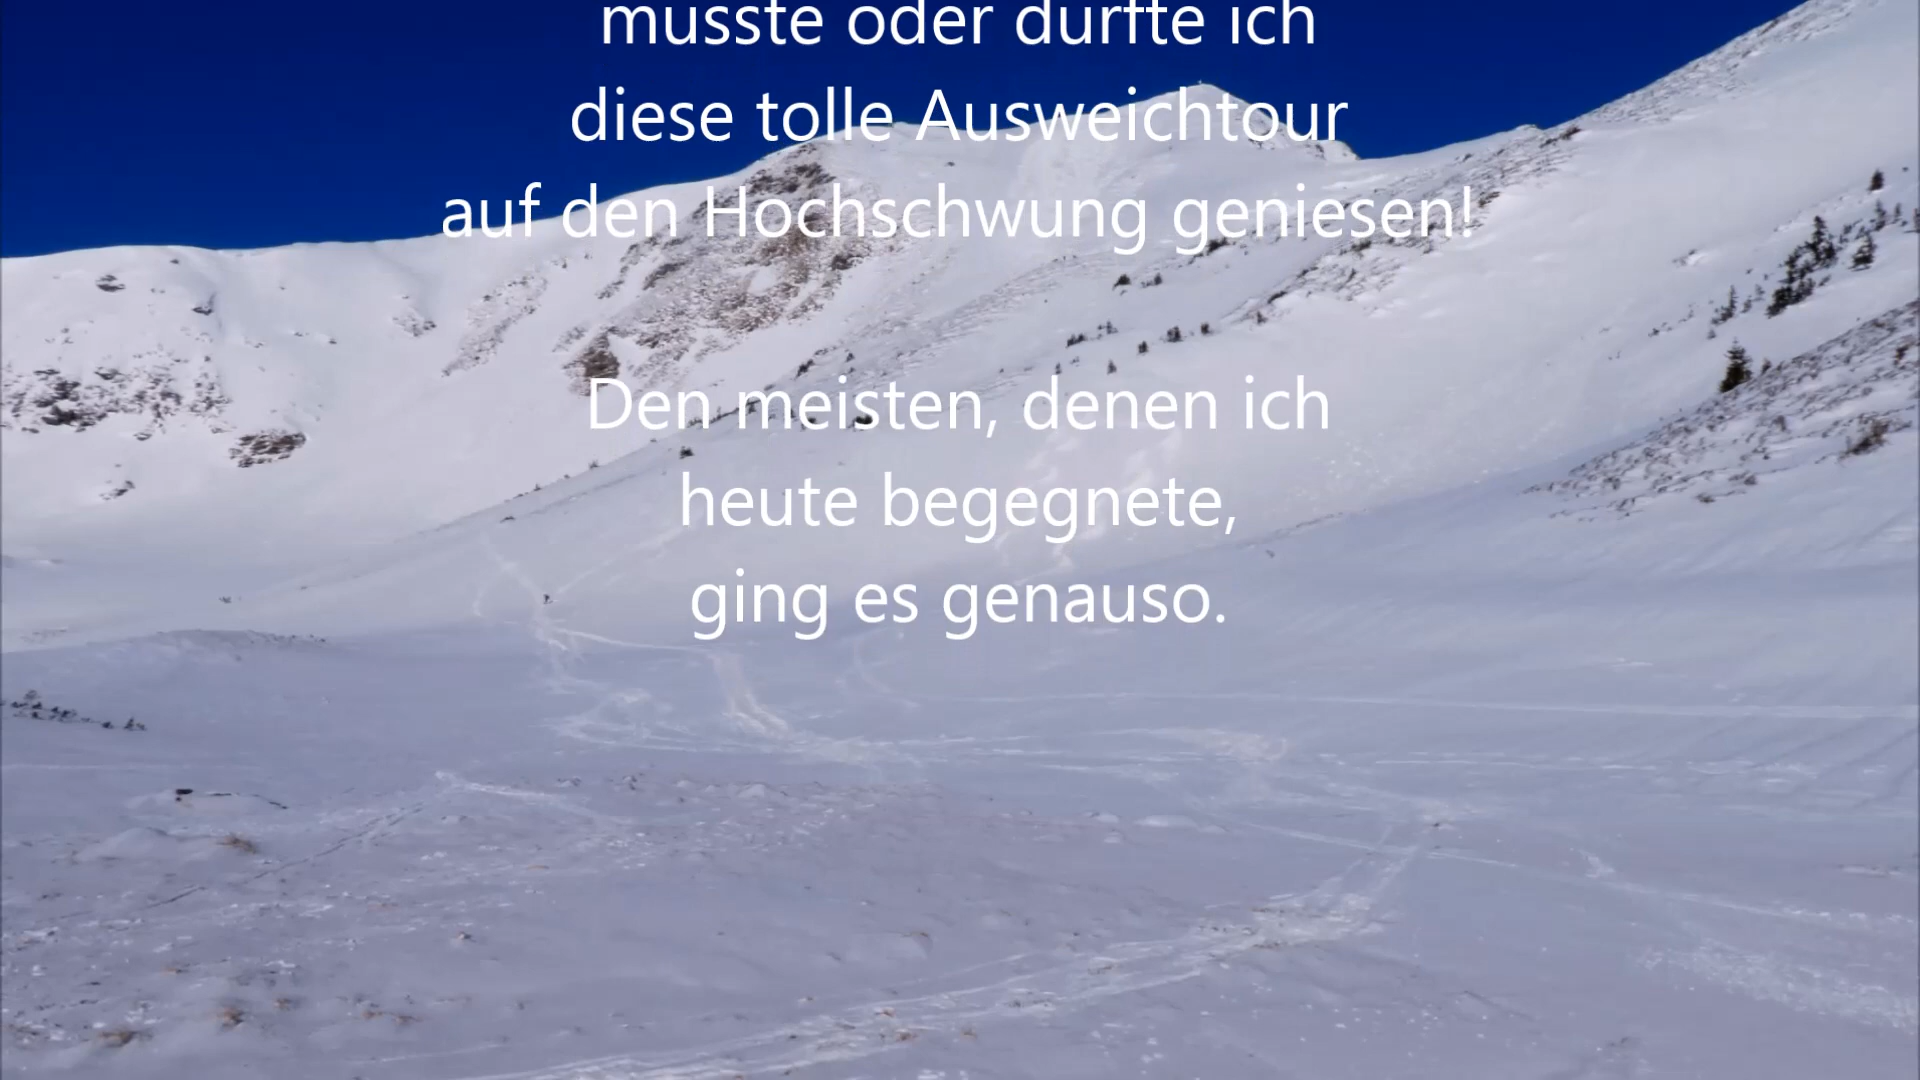 musste oder durfte ich
diese tolle Ausweichtour
auf den Hochschwung geniesen!
Den meisten, denen ich
heute begegnete,
ging es genauso.